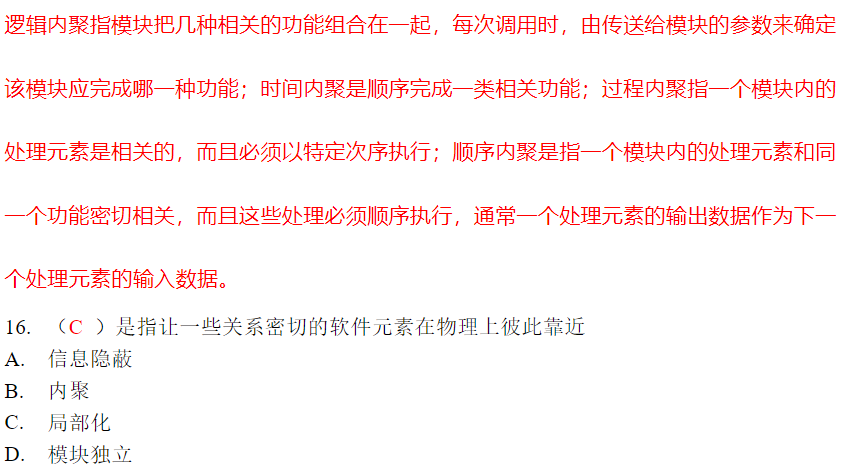 逻辑内聚指模块把几种相关的功能组合在一起，每次调用时，由传送给模块的参数来确定
该模块应完成哪一种功能；时间内聚是顺序完成一类相关功能；过程内聚指一个模块内的
处理元素是相关的，而且必须以特定次序执行；顺序内聚是指一个模块内的处理元素和同
一个功能密切相关，而且这些处理必须顺序执行，通常一个处理元素的输出数据作为下一
个处理元素的输入数据。
16. （C ）是指让一些关系密切的软件元素在物理上彼此靠近
A. 信息隐蔽
B. 内聚
C. 局部化
D. 模块独立